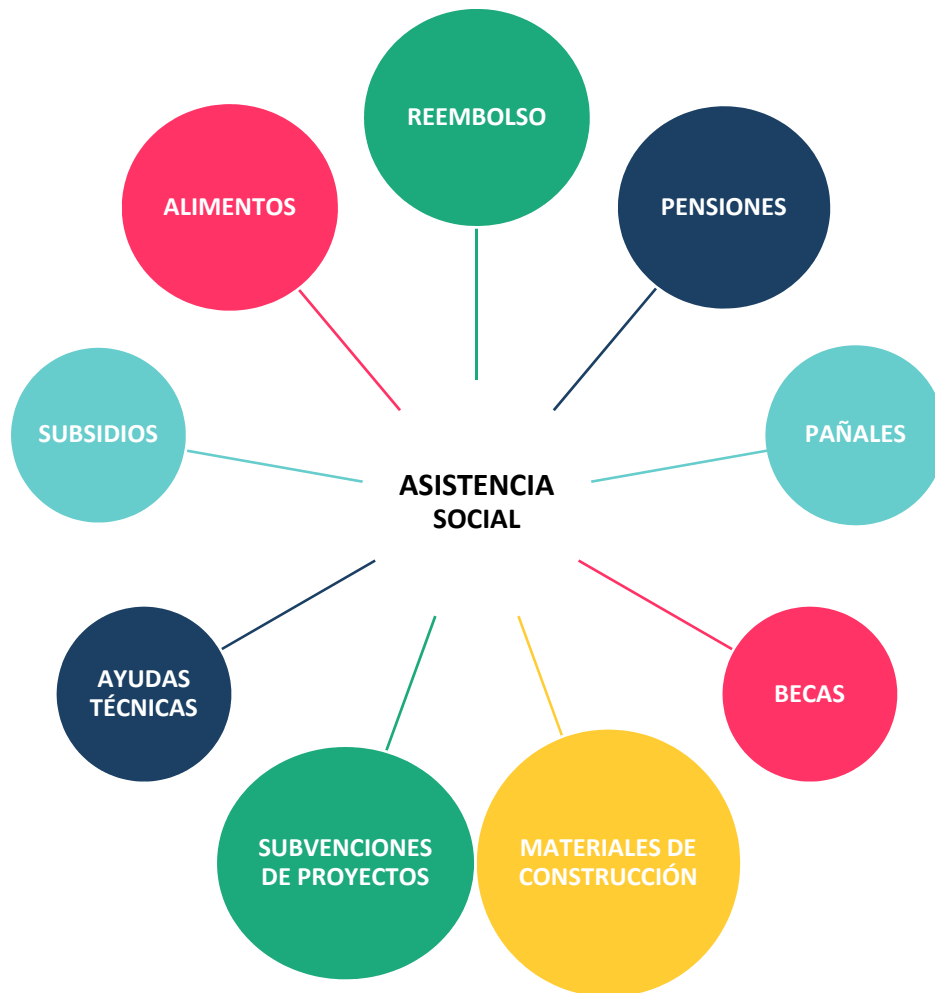 REEMBOLSO
ALIMENTOS
PENSIONES
SUBSIDIOS
PAÑALES
ASISTENCIA
SOCIAL
AYUDAS
TÉCNICAS
BECAS
SUBVENCIONES
DE PROYECTOS
MATERIALES DE
CONSTRUCCIÓN